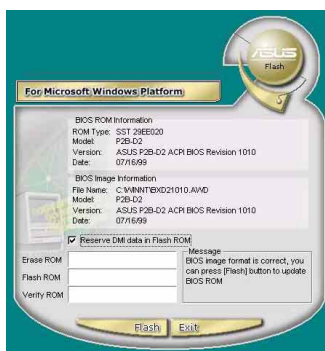 ASUS
Flash
For Microsoft Windows Platform
BIOS ROM Information
ROM Type: SST 29EE020
Model: P2B-D2
Version: ASUS P2B-D2 ACPI BIOS Revision 1010
Date: 07/16/99
BIOS Image Information
File Name: C:\WINNT\BXD21010.AWD
Model: P2B-D2
Version: ASUS P2B-D2 ACPI BIOS Revision 1010
Date: 07/16/99
Reserve DMI data in Flash ROM
Erase ROM
Flash ROM
Verify ROM
Message
BIOS image format is correct, you
can press [Flash] button to update
BIOS ROM
Flash Exit